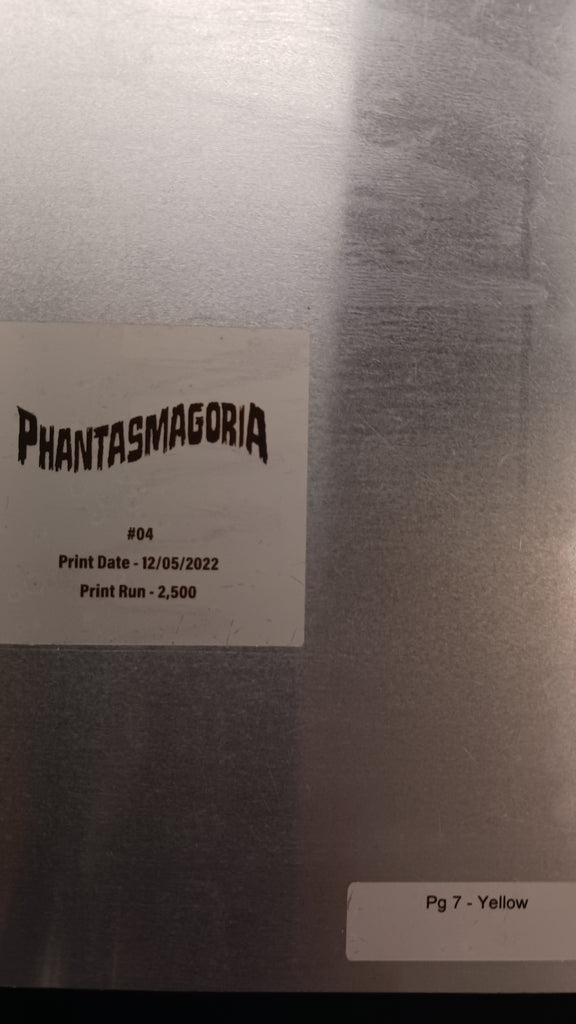 PHANTASMAGORIA
#04
Print Date - 12/05/2022
Print Run - 2,500
Pg 7 - Yellow